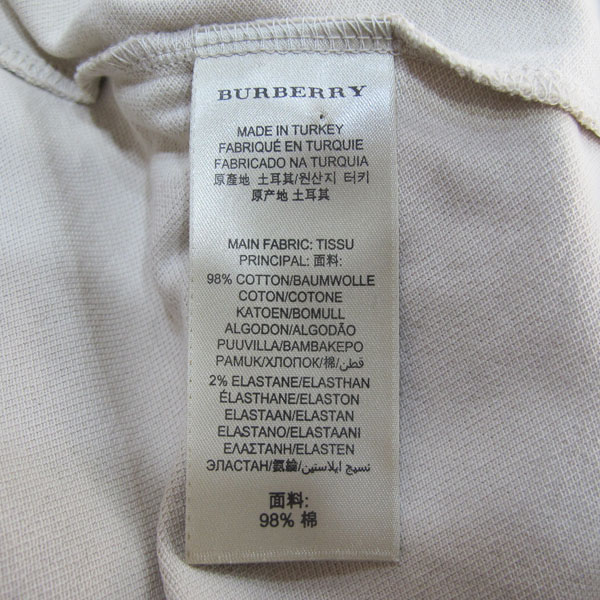 BURBERRY
MADE IN TURKEY
FABRIQUÉ EN TURQUIE
FABRICADO NA TURQUIA
原產地 土耳其/원산지 터키
原产地 土耳其
MAIN FABRIC: TISSU
PRINCIPAL: 面料:
98% COTTON/BAUMWOLLE
COTON/COTONE
KATOEN/BOMULL
ALGODON/ALGODÃO
PUUVILLA/BAMBAKEPO
PAMUK/ХЛОПОК/棉/قطن
2% ELASTANE/ELASTHAN
ÉLASTHANE/ELASTON
ELASTAAN/ELASTAN
ELASTANO/ELASTAANI
ΕΛΑΣΤΑΝΗ/ELASTEN
ЭЛАСТАН/氨綸/نسيج ايلاستين
面料:
98% 棉